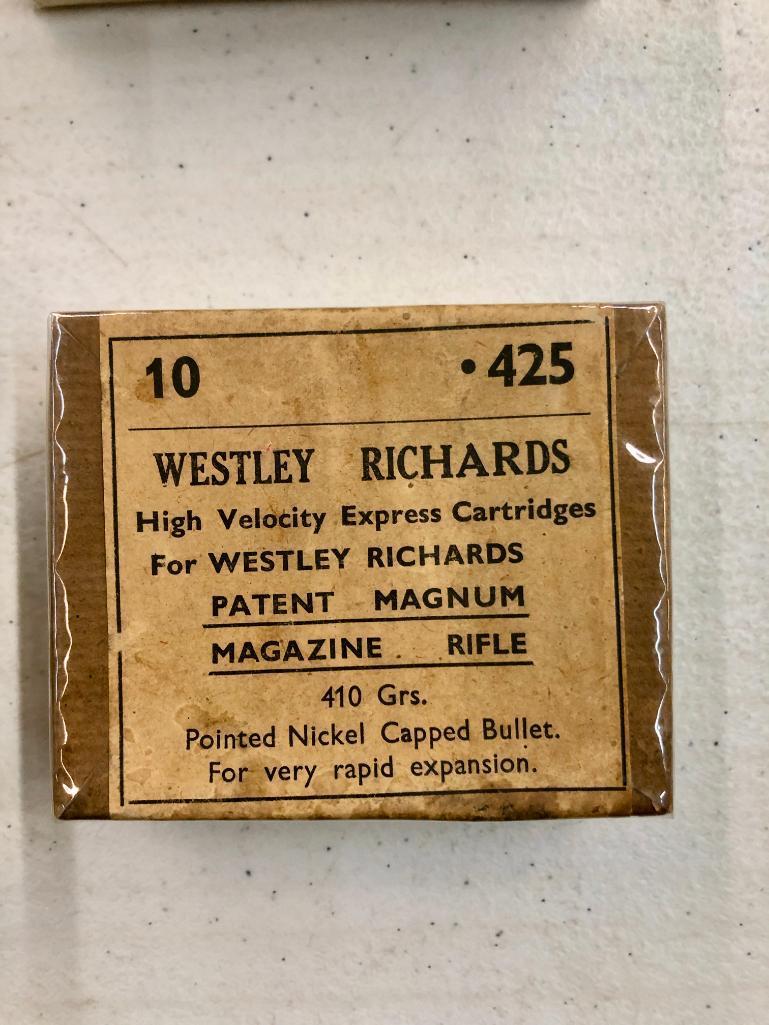 10 •425
WESTLEY RICHARDS
High Velocity Express Cartridges
For WESTLEY RICHARDS
PATENT MAGNUM
MAGAZINE RIFLE
410 Grs.
Pointed Nickel Capped Bullet.
For very rapid expansion.